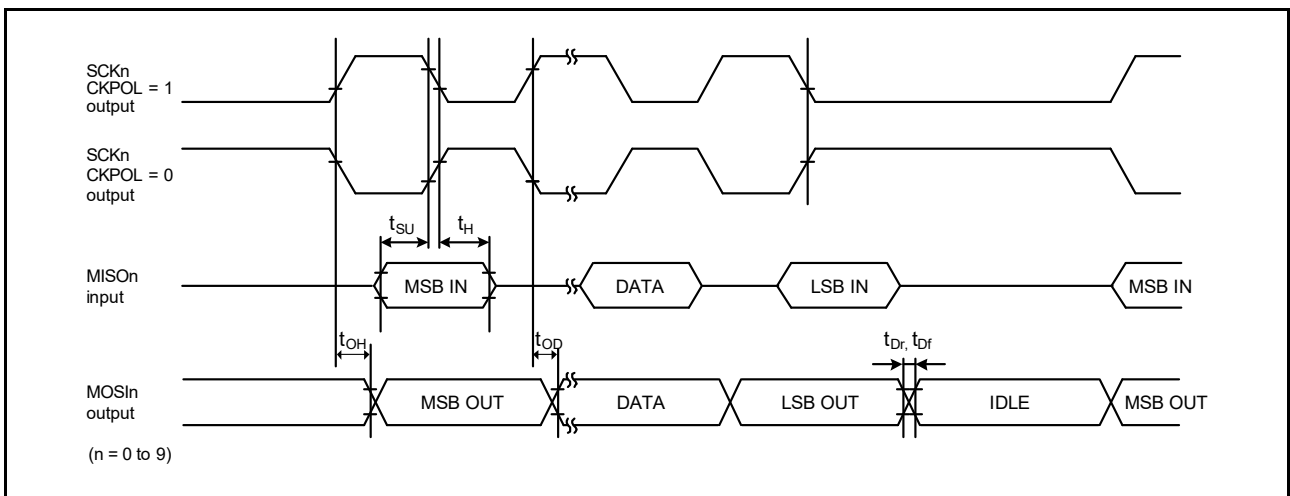 SCKn
CKPOL = 1
output
SCKn
CKPOL = 0
output
tSU
tH
MISOn
input
MSB IN
DATA
LSB IN
MSB IN
tOH
tOD
tDr, tDf
MOSIn
output
MSB OUT
DATA
LSB OUT
IDLE
MSB OUT
(n = 0 to 9)